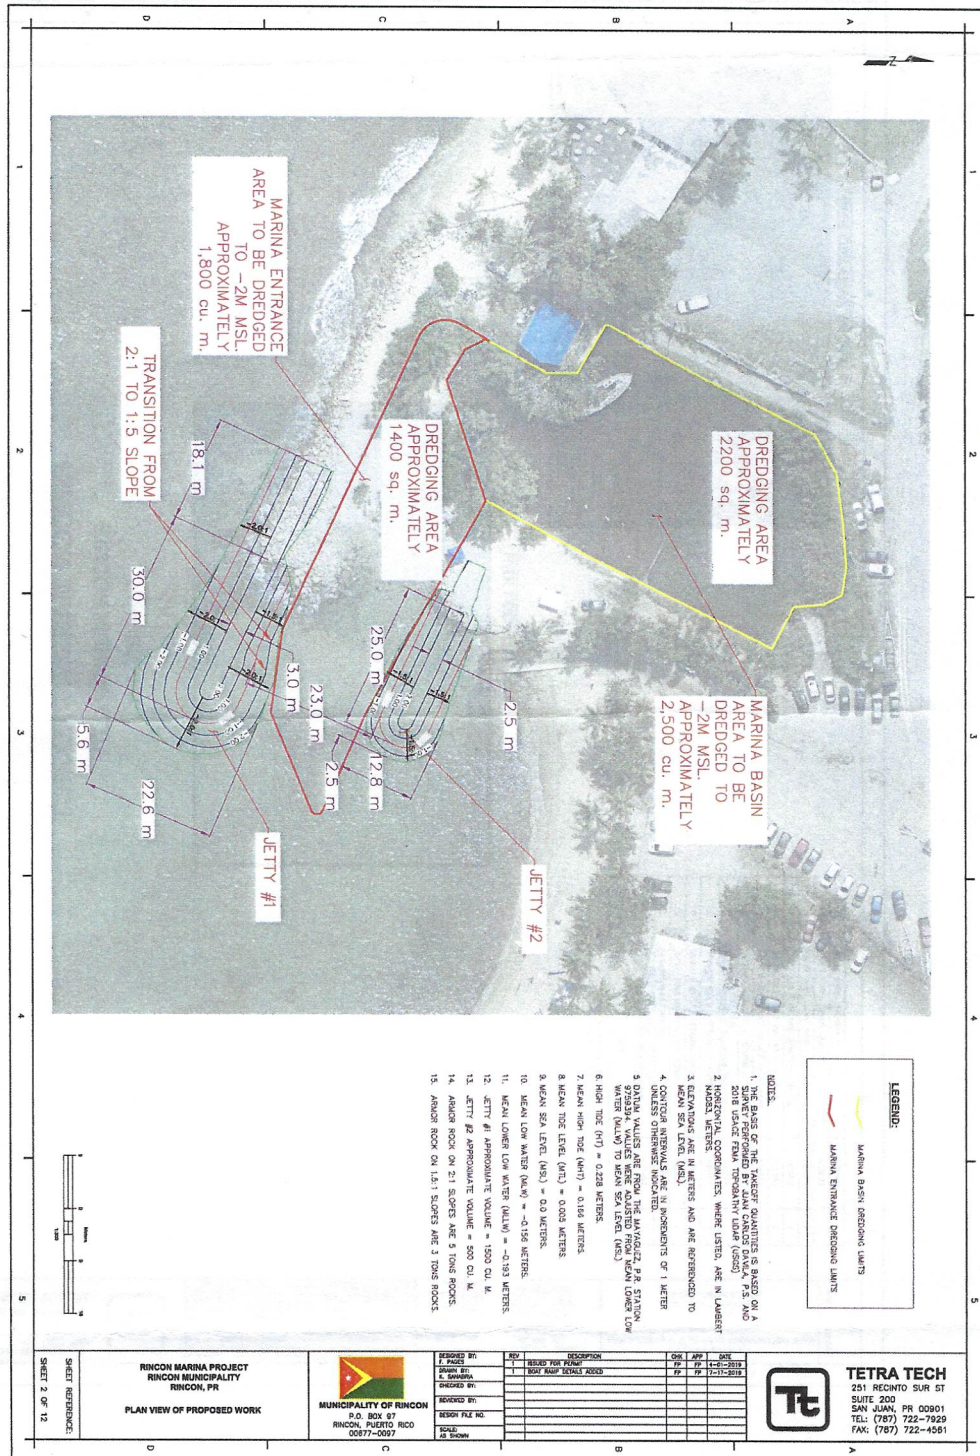 D
C
B
A
N
1
2
3
4
5
MARINA ENTRANCE
AREA TO BE DREDGED
TO -2M MSL.
APPROXIMATELY
1,800 cu. m.
TRANSITION FROM
2:1 TO 1:5 SLOPE
DREDGING AREA
APPROXIMATELY
1400 sq. m.
DREDGING AREA
APPROXIMATELY
2200 sq. m.
MARINA BASIN
AREA TO BE
DREDGED TO
-2M MSL.
APPROXIMATELY
2,500 cu. m.
18.1 m
30.0 m
5.6 m
22.6 m
3.0 m
23.0 m
25.0 m
2.5 m
12.8 m
2.5 m
JETTY #1
JETTY #2
LEGEND:
MARINA BASIN DREDGING LIMITS
MARINA ENTRANCE DREDGING LIMITS
NOTES:
1. THE BASIS OF THE TAKEOFF QUANTITIES IS BASED ON A
SURVEY PERFORMED BY JUAN CARLOS DAVILA, P.S. AND
2018 USACE FEMA TOPOBATHY LIDAR (USGS)
2. HORIZONTAL COORDINATES, WHERE LISTED, ARE IN LAMBERT
NAD83, METERS.
3. ELEVATIONS ARE IN METERS AND ARE REFERENCED TO
MEAN SEA LEVEL (MSL).
4. CONTOUR INTERVALS ARE IN INCREMENTS OF 1 METER
UNLESS OTHERWISE INDICATED.
5 DATUM VALUES ARE FROM THE MAYAGUEZ, P.R. STATION
9759394. VALUES WERE ADJUSTED FROM MEAN LOWER LOW
WATER (MLLW) TO MEAN SEA LEVEL (MSL).
6. HIGH TIDE (HT) = 0.228 METERS.
7. MEAN HIGH TIDE (MHT) = 0.166 METERS.
8 MEAN TIDE LEVEL (MTL) = 0.005 METERS
9. MEAN SEA LEVEL (MSL) = 0.0 METERS.
10. MEAN LOW WATER (MLW) = -0.156 METERS.
11. MEAN LOWER LOW WATER (MLLW) = -0.193 METERS.
12. JETTY #1 APPROXIMATE VOLUME = 1500 CU. M.
13. JETTY #2 APPROXIMATE VOLUME = 500 CU. M.
14. ARMOR ROCK ON 2:1 SLOPES ARE 5 TONS ROCKS.
15. ARMOR ROCK ON 1.5:1 SLOPES ARE 3 TONS ROCKS.
Meters
SHEET REFERENCE:
SHEET 2 OF 12
RINCON MARINA PROJECT
RINCON MUNICIPALITY
RINCON, PR
PLAN VIEW OF PROPOSED WORK
MUNICIPALITY OF RINCON
P.O. BOX 97
RINCON, PUERTO RICO
00677-0097
DESIGNED BY:
F. PAGES
DRAWN BY:
K. SANABRIA
CHECKED BY:
REVIEWED BY:
DESIGN FILE NO.
SCALE:
AS SHOWN
REV DESCRIPTION CHK APP DATE
1 ISSUED FOR PERMIT FP FP 4-01-2019
1 BOAT RAMP DETAILS ADDED FP FP 7-17-2019
Tt
TETRA TECH
251 RECINTO SUR ST
SUITE 200
SAN JUAN, PR 00901
TEL: (787) 722-7929
FAX: (787) 722-4561